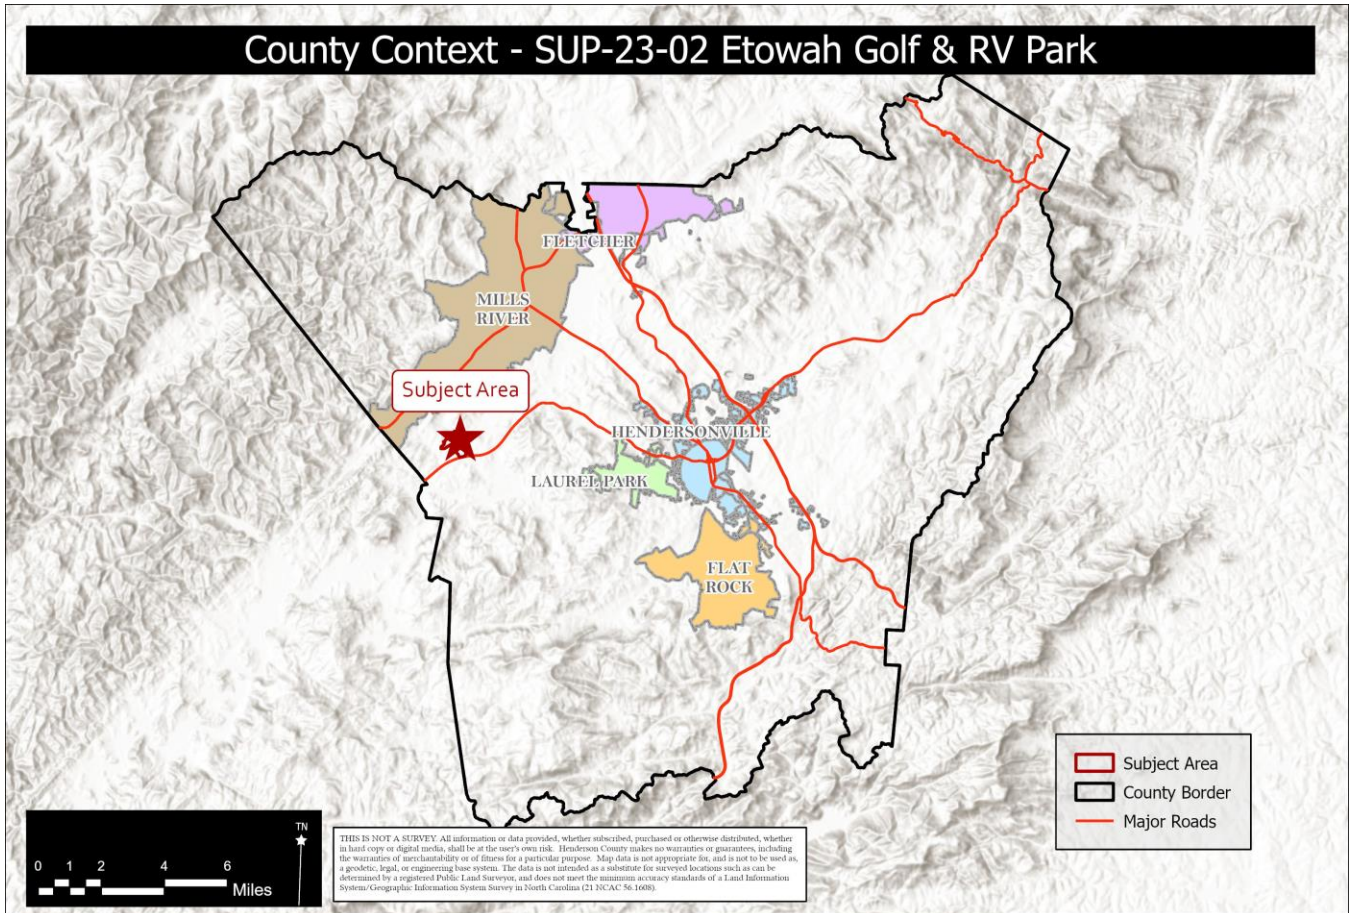 County Context - SUP-23-02 Etowah Golf & RV Park
FLETCHER
MILLS
RIVER
Subject Area
HENDERSONVILLE
LAUREL PARK
FLAT
ROCK
Subject Area
County Border
Major Roads
TN
0 1 2 4 6
Miles
THIS IS NOT A SURVEY. All information or data provided, whether subscribed, purchased or otherwise distributed, whether
in hard copy or digital media, shall be at the user's own risk. Henderson County makes no warranties or guarantees, including
the warranties of merchantability or of fitness for a particular purpose. Map data is not appropriate for, and is not to be used as,
a geodetic, legal, or engineering base system. The data is not intended as a substitute for surveyed locations such as can be
determined by a registered Public Land Surveyor, and does not meet the minimum accuracy standards of a Land Information
System/Geographic Information System Survey in North Carolina (21 NCAC 56.1608).